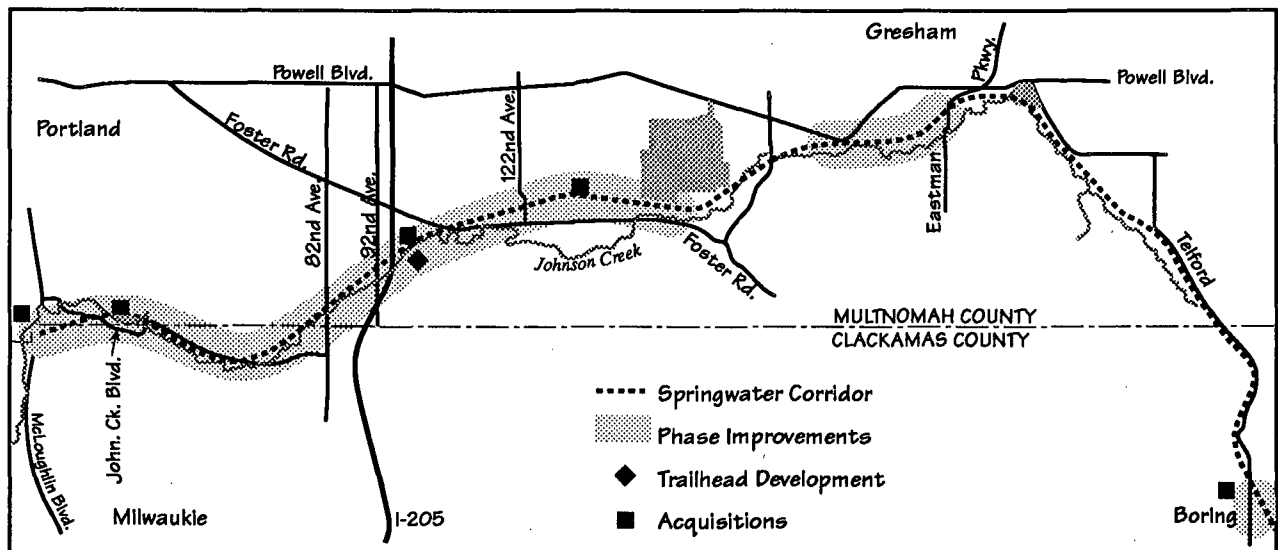 Gresham
Pkwy.
Powell Blvd.
Powell Blvd.
Portland
Foster Rd.
122nd Ave.
82nd Ave.
92nd Ave.
Eastman
Johnson Creek
Foster Rd.
Telford
MULTNOMAH COUNTY
CLACKAMAS COUNTY
John. Ck. Blvd.
McLoughlin Blvd.
Springwater Corridor
Phase Improvements
Trailhead Development
Acquisitions
Milwaukie
I-205
Boring